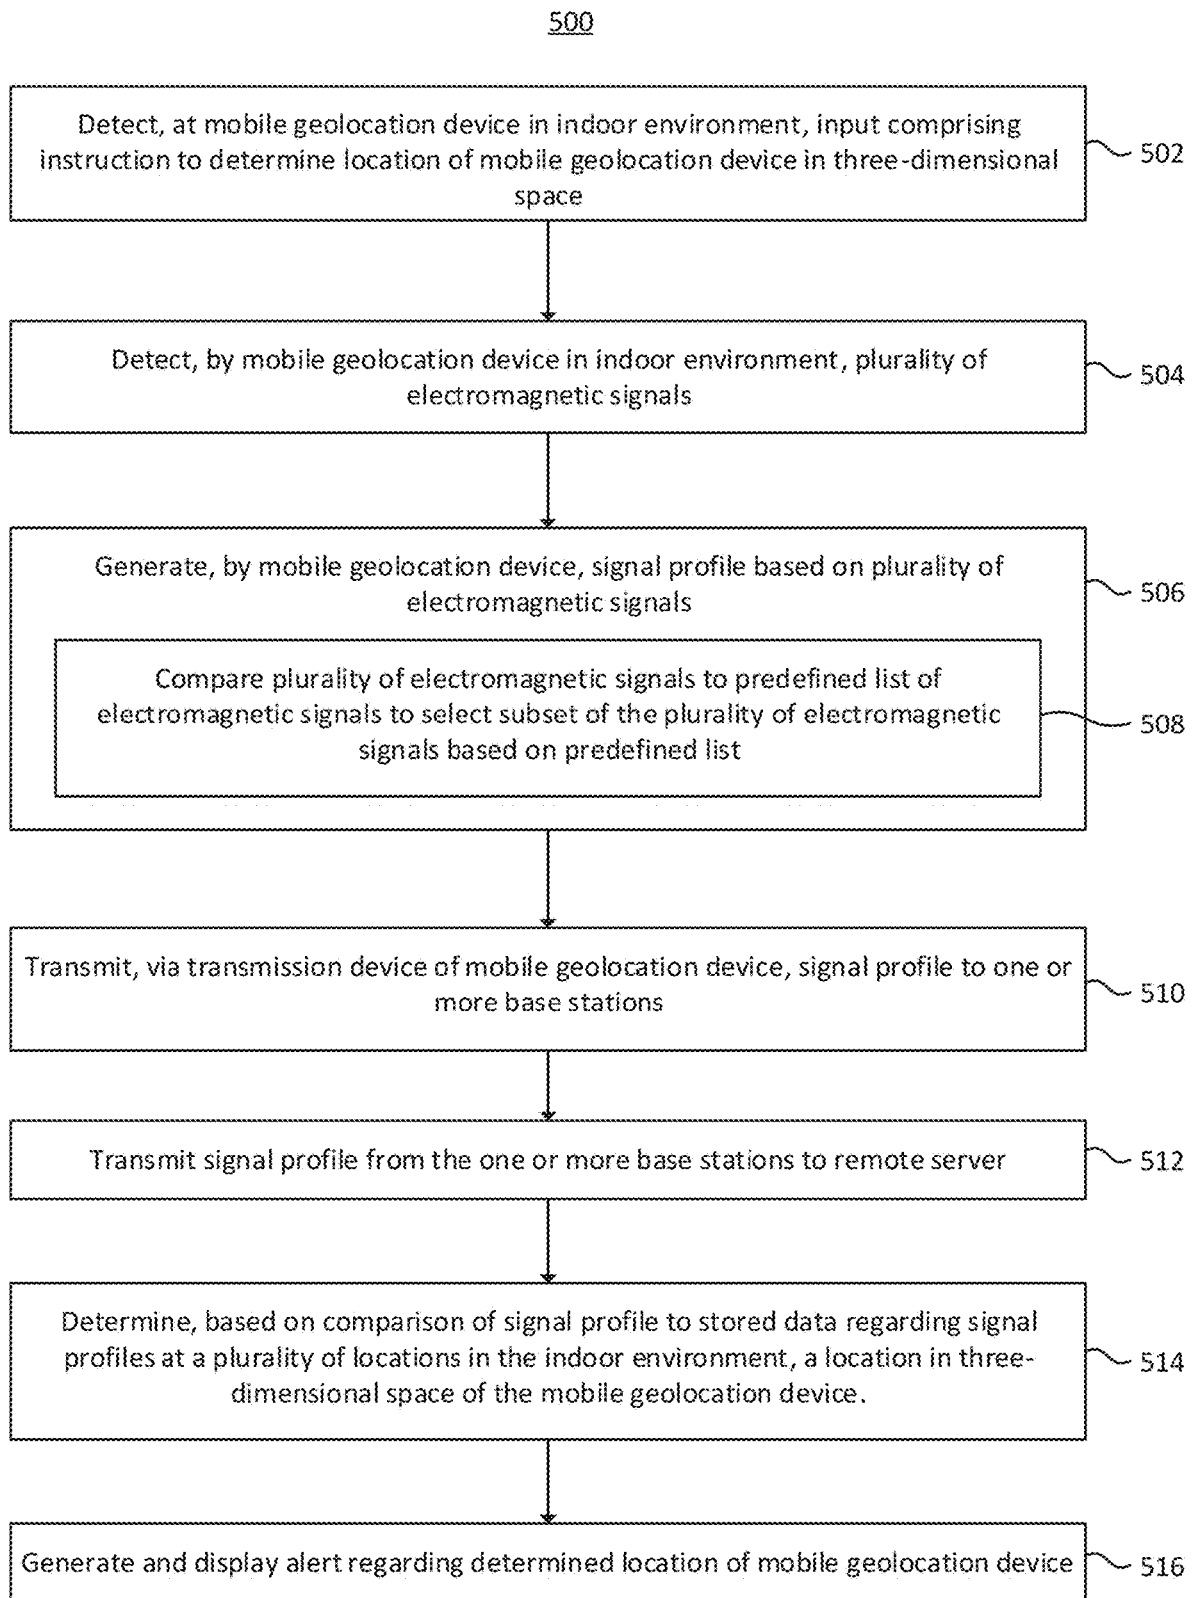 500
Detect, at mobile geolocation device in indoor environment, input comprising
instruction to determine location of mobile geolocation device in three-dimensional
space
502
Detect, by mobile geolocation device in indoor environment, plurality of
electromagnetic signals
504
Generate, by mobile geolocation device, signal profile based on plurality of
electromagnetic signals
506
Compare plurality of electromagnetic signals to predefined list of
electromagnetic signals to select subset of the plurality of electromagnetic
signals based on predefined list
508
Transmit, via transmission device of mobile geolocation device, signal profile to one or
more base stations
510
Transmit signal profile from the one or more base stations to remote server
512
Determine, based on comparison of signal profile to stored data regarding signal
profiles at a plurality of locations in the indoor environment, a location in three-
dimensional space of the mobile geolocation device.
514
Generate and display alert regarding determined location of mobile geolocation device
516